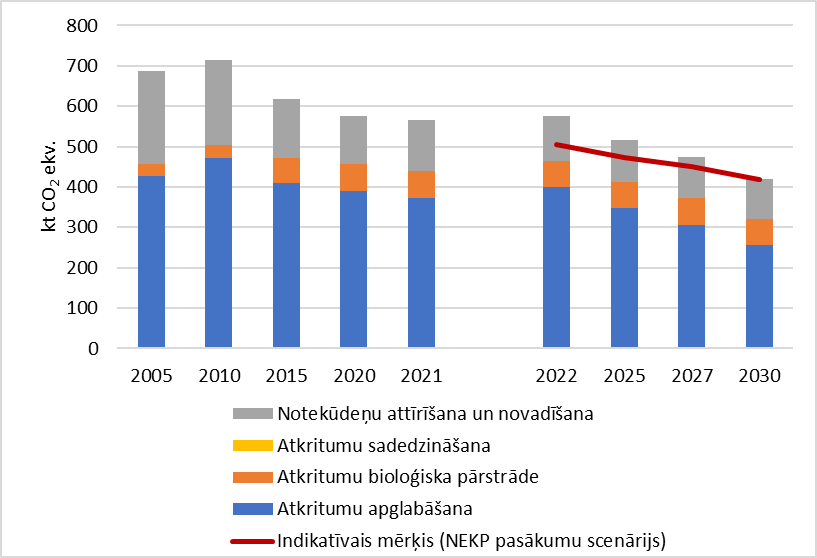 800
700
600
500
400
300
200
100
0
kt CO₂ ekv.
2005 2010 2015 2020 2021 2022 2025 2027 2030
Notekūdeņu attīrīšana un novadīšana
Atkritumu sadedzināšana
Atkritumu bioloģiska pārstrāde
Atkritumu apglabāšana
Indikatīvais mērķis (NEKP pasākumu scenārijs)